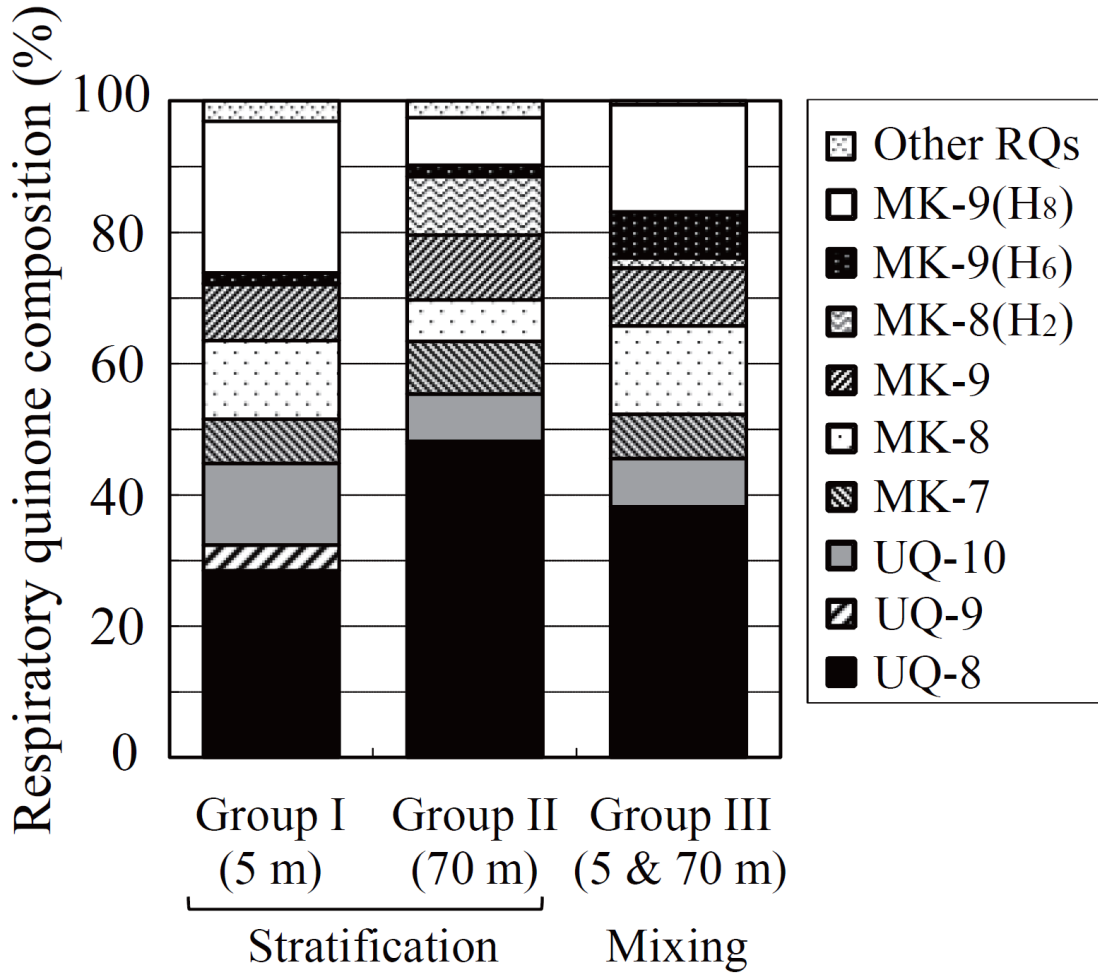 Respiratory quinone composition (%)
100
80
60
40
20
0
Group I
(5 m)
Group II
(70 m)
Group III
(5 & 70 m)
Stratification
Mixing
Other RQs
MK-9(H8)
MK-9(H6)
MK-8(H2)
MK-9
MK-8
MK-7
UQ-10
UQ-9
UQ-8